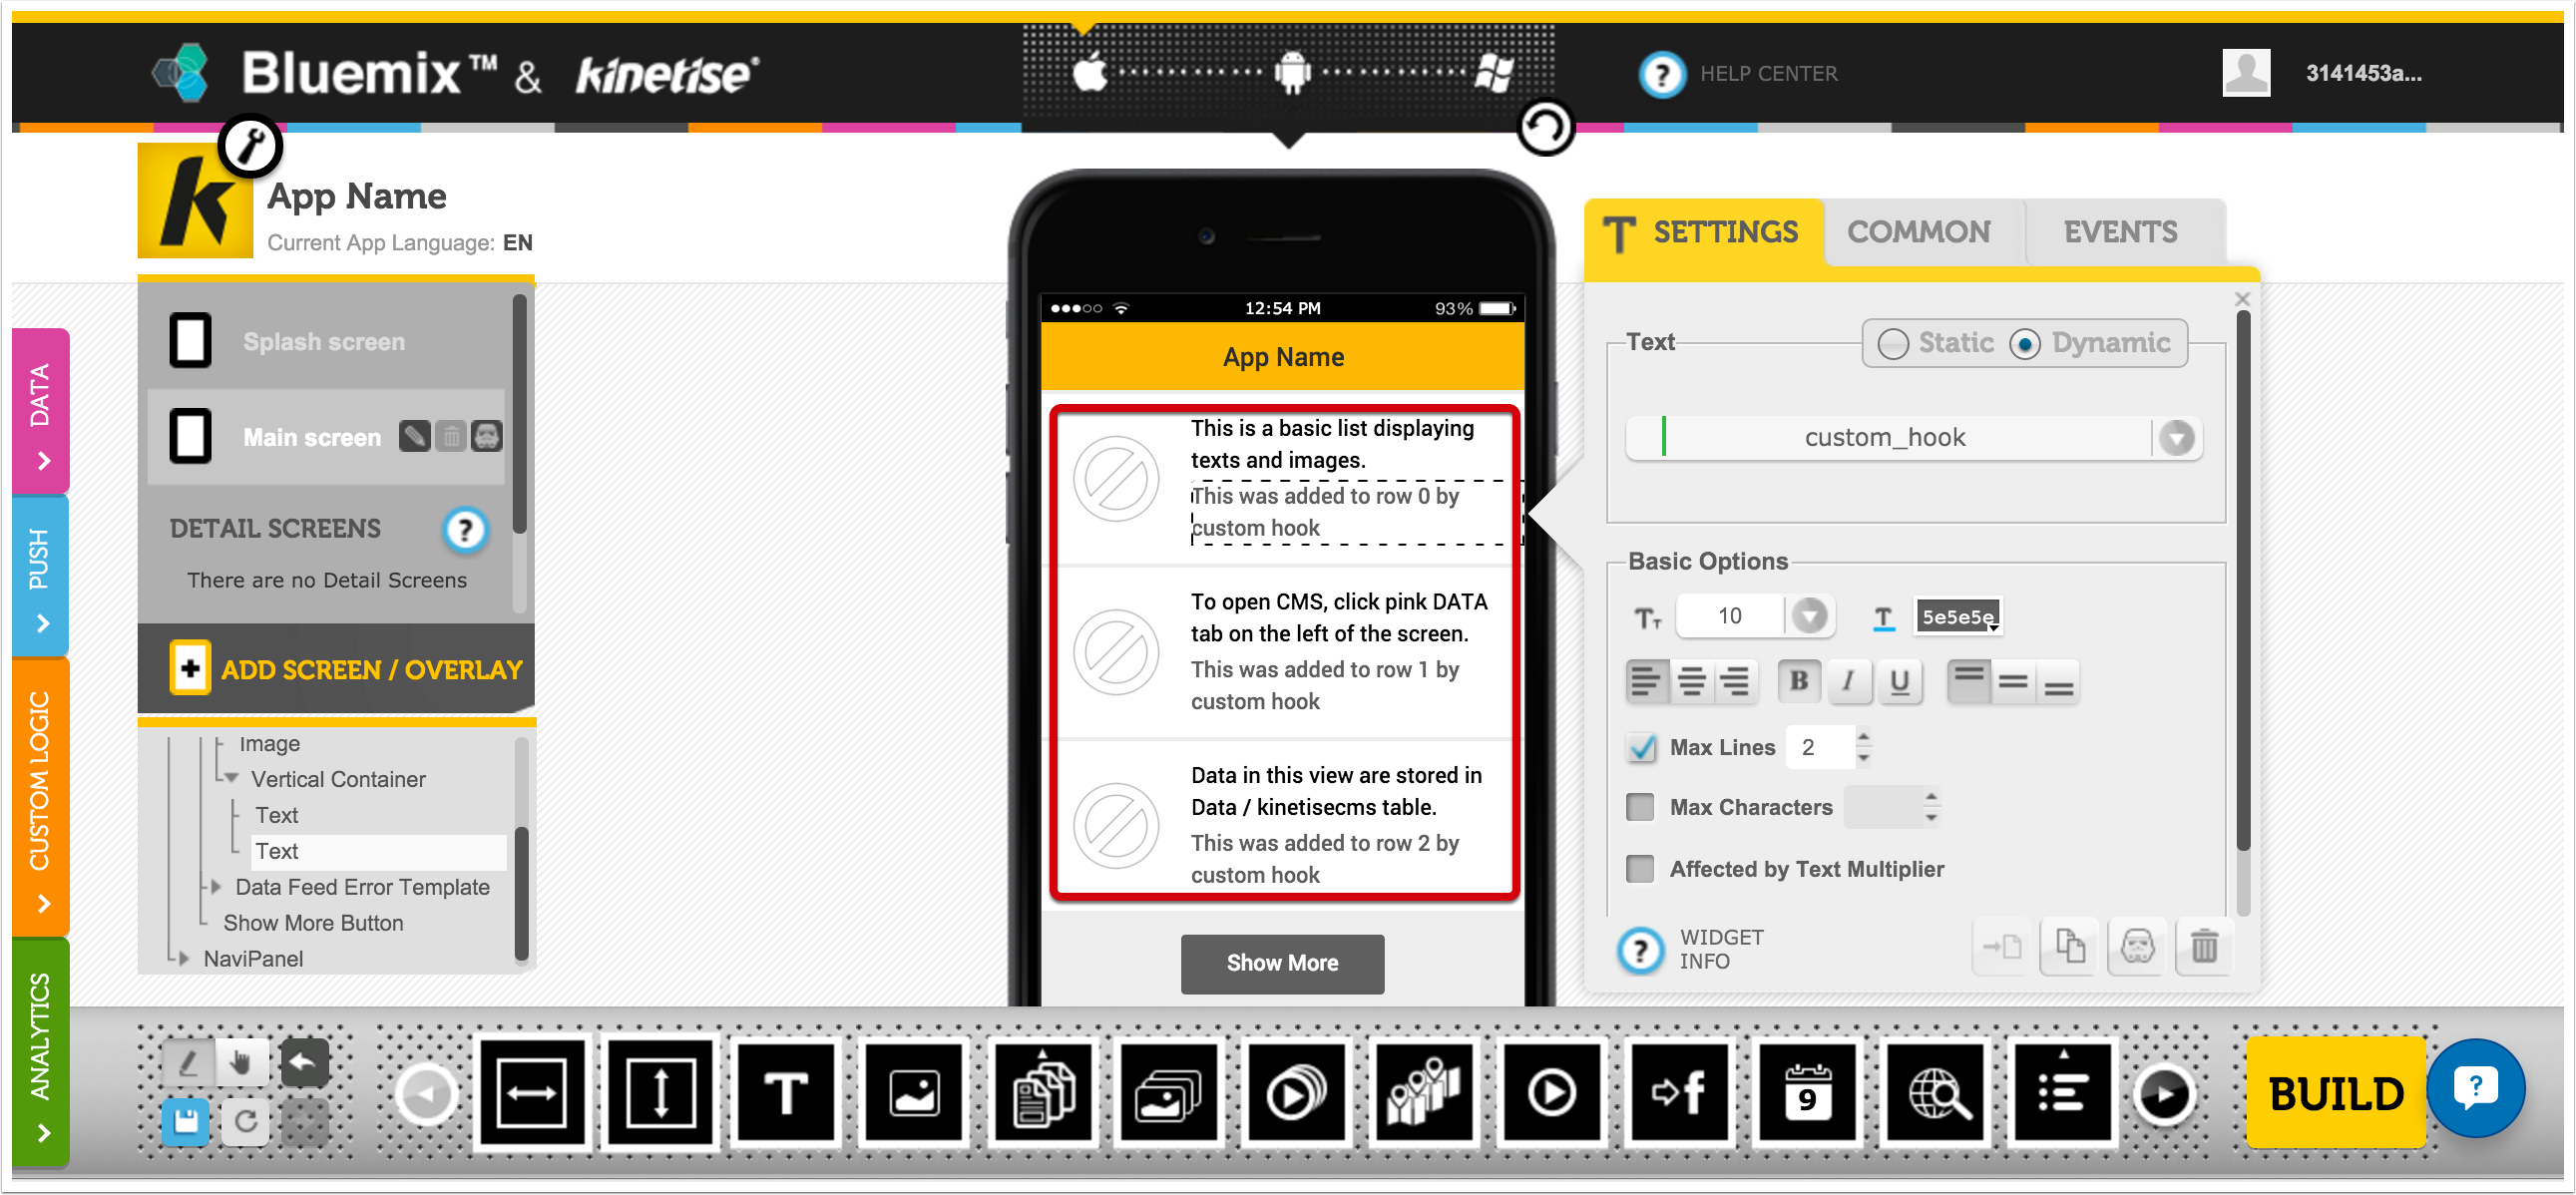 Bluemix™ & kinetise®
HELP CENTER
3141453a...
k
App Name
Current App Language: EN
Splash screen
Main screen
DETAIL SCREENS
?
There are no Detail Screens
ADD SCREEN / OVERLAY
Image
Vertical Container
Text
Text
Data Feed Error Template
Show More Button
NaviPanel
DATA
PUSH
CUSTOM LOGIC
ANALYTICS
12:54 PM
93%
App Name
This is a basic list displaying
texts and images.
This was added to row 0 by
custom hook
To open CMS, click pink DATA
tab on the left of the screen.
This was added to row 1 by
custom hook
Data in this view are stored in
Data / kinetisecms table.
This was added to row 2 by
custom hook
Show More
T SETTINGS
COMMON
EVENTS
Text
Static
Dynamic
custom_hook
Basic Options
10
5e5e5e
B I U
Max Lines 2
Max Characters
Affected by Text Multiplier
? WIDGET
INFO
T
f
9
BUILD
?